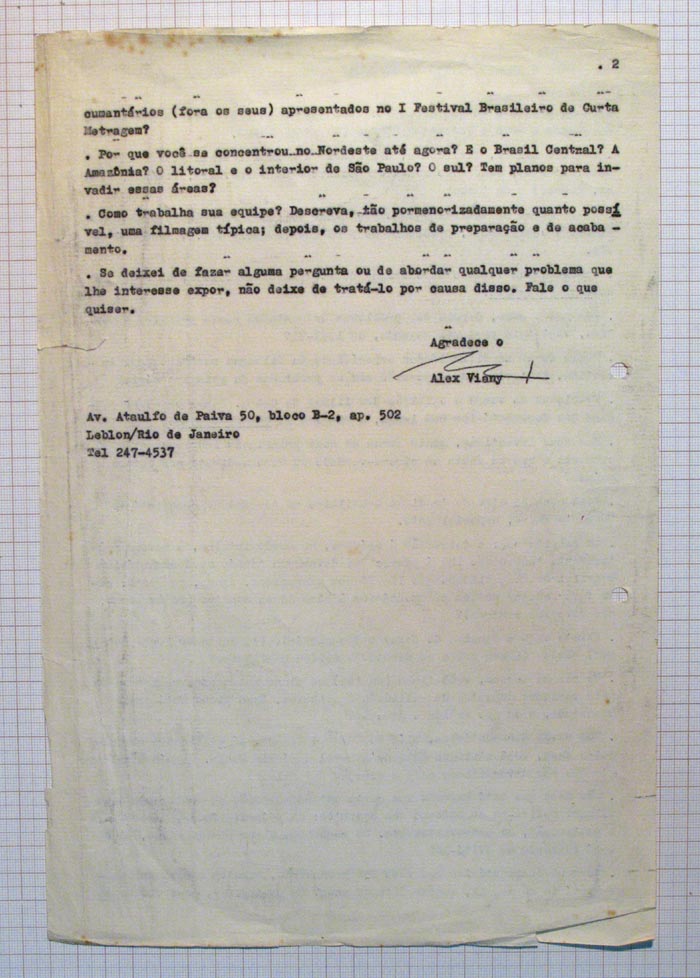 . 2
cumentários (fora os seus) apresentados no I Festival Brasileiro de Curta
Metragem?
. Por que você se concentrou no Nordeste até agora? E o Brasil Central? A
Amazônia? O litoral e o interior de São Paulo? O sul? Tem planos para in-
vadir essas áreas?
. Como trabalha sua equipe? Descreva, tão pormenorizadamente quanto possí
vel, uma filmagem típica; depois, os trabalhos de preparação e de acaba -
mento.
. Se deixei de fazer alguma pergunta ou de abordar qualquer problema que
lhe interesse expor, não deixe de tratá-lo por causa disso. Fale o que
quiser.
Agradece o
Alex Viany
Av. Ataulfo de Paiva 50, bloco B-2, ap. 502
Leblon/Rio de Janeiro
Tel 247-4537